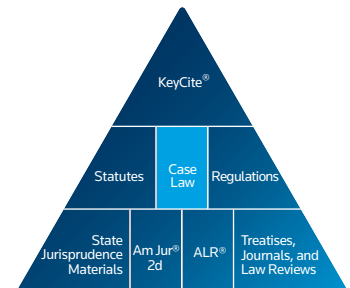 KeyCite®
Statutes
Case
Law
Regulations
State
Jurisprudence
Materials
Am Jur®
2d
ALR®
Treatises,
Journals, and
Law Reviews